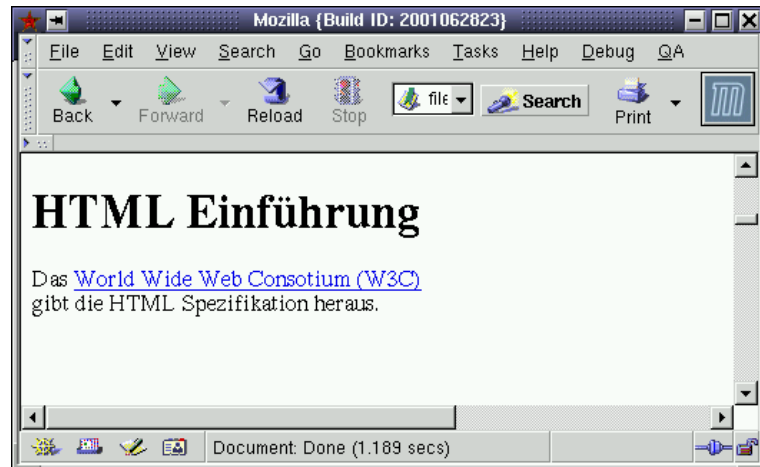 Mozilla {Build ID: 2001062823}
File Edit View Search Go Bookmarks Tasks Help Debug QA
Back Forward Reload Stop file Search Print
HTML Einführung
Das World Wide Web Consotium (W3C)
gibt die HTML Spezifikation heraus.
Document: Done (1.189 secs)